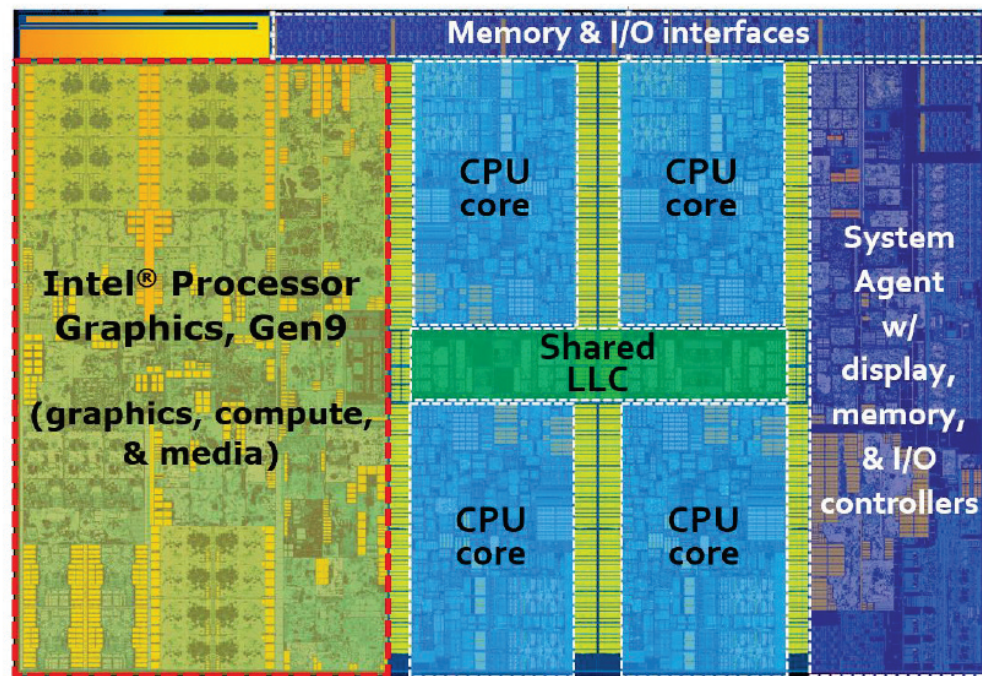 Memory & I/O interfaces
CPU
core
CPU
core
Intel® Processor
Graphics, Gen9
(graphics, compute,
& media)
Shared
LLC
System
Agent
w/
display,
memory,
& I/O
controllers
CPU
core
CPU
core